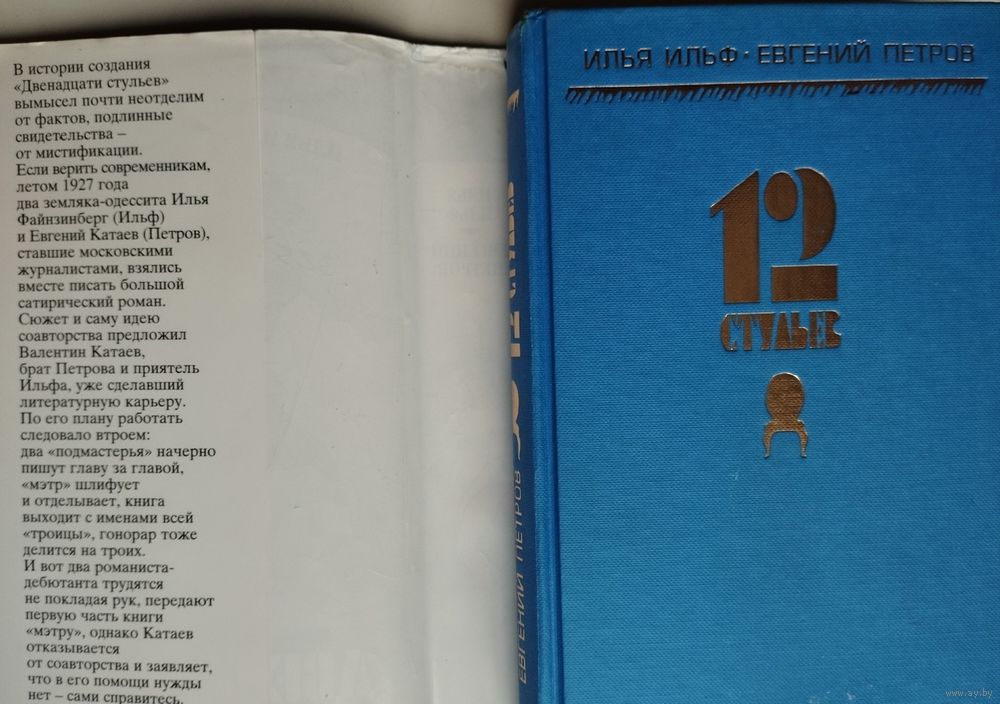 В истории создания
«Двенадцати стульев»
вымысел почти неотделим
от фактов, подлинные
свидетельства –
от мистификации.
Если верить современникам,
летом 1927 года
два земляка-одессита Илья
Файнзинберг (Ильф)
и Евгений Катаев (Петров),
ставшие московскими
журналистами, взялись
вместе писать большой
сатирический роман.
Сюжет и саму идею
соавторства предложил
Валентин Катаев,
брат Петрова и приятель
Ильфа, уже сделавший
литературную карьеру.
По его плану работать
следовало втроем:
два «подмастерья» начерно
пишут главу за главой,
«мэтр» шлифует
и отделывает, книга
выходит с именами всей
«троицы», гонорар тоже
делится на троих.
И вот два романиста-
дебютанта трудятся
не покладая рук, передают
первую часть книги
«мэтру», однако Катаев
отказывается
от соавторства и заявляет,
что в его помощи нужды
нет – сами справитесь.
ЕВГЕНИЙ ПЕТРОВ
ИЛЬЯ ИЛЬФ · ЕВГЕНИЙ ПЕТРОВ
12
СТУЛЬЕВ
www.ay.by